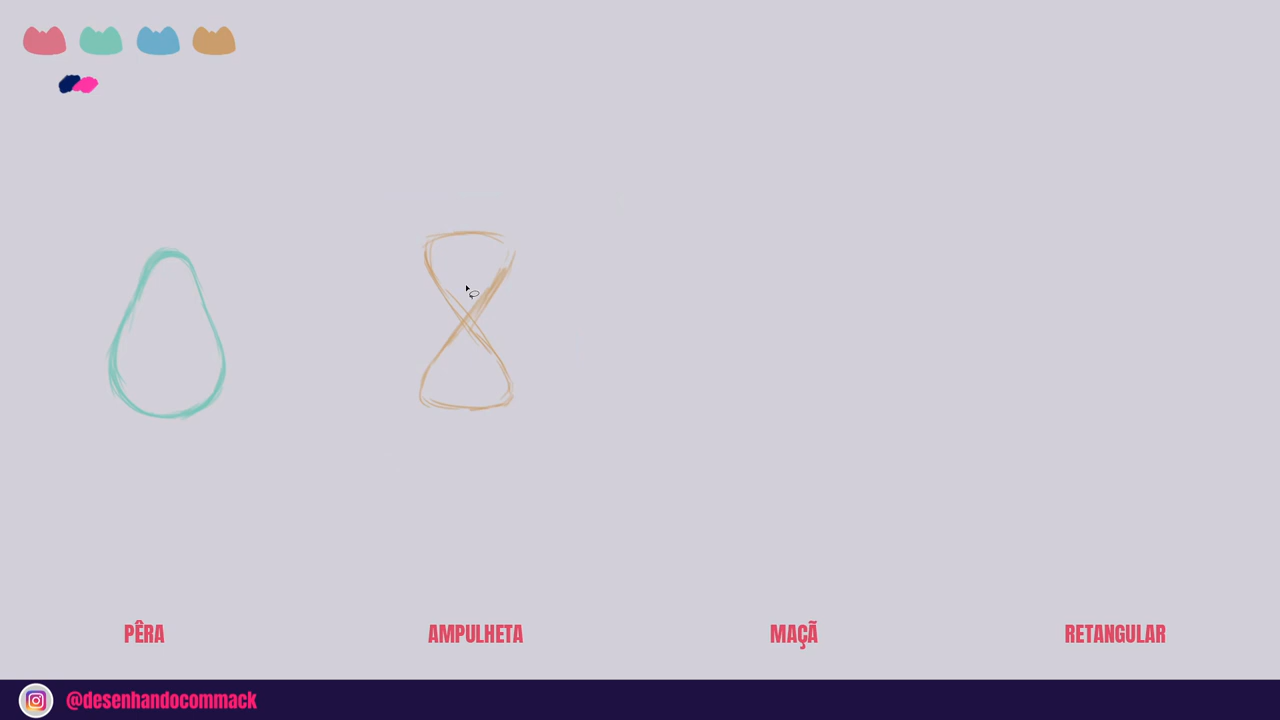 PÊRA
AMPULHETA
MAÇÃ
RETANGULAR
@desenhandocommack